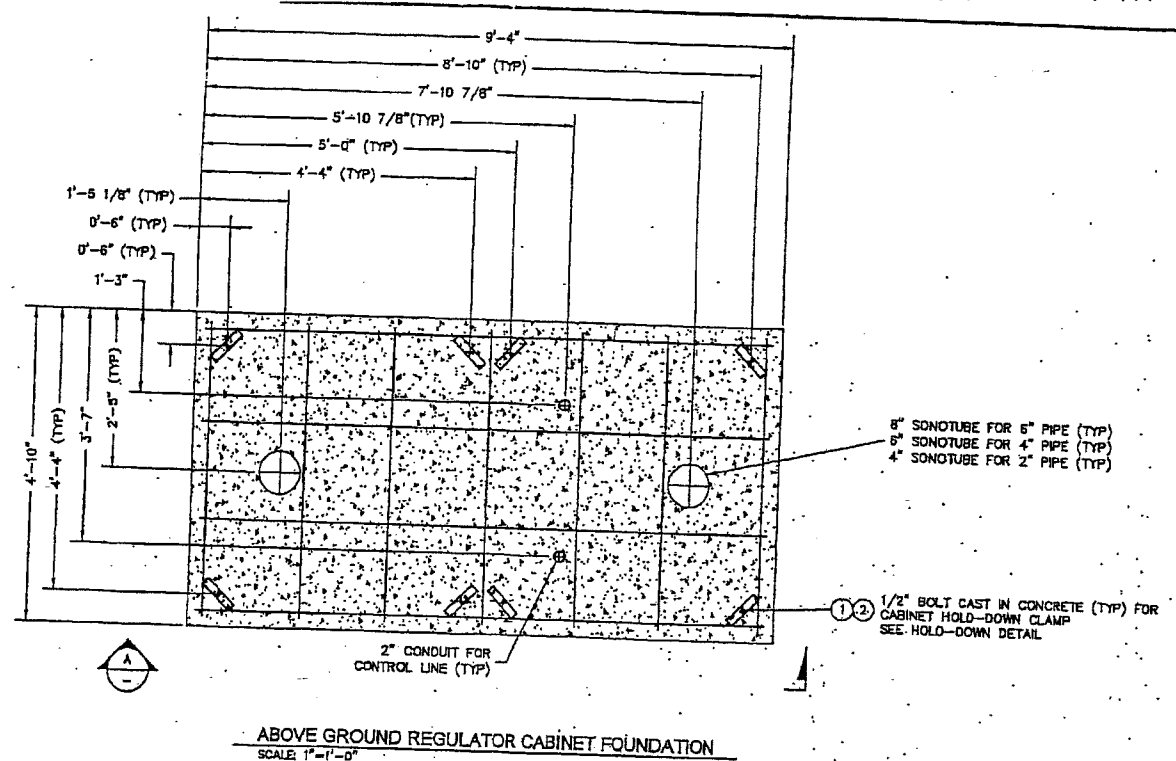 9'-4"
8'-10" (TYP)
7'-10 7/8"
5'-10 7/8"(TYP)
5'-0" (TYP)
4'-4" (TYP)
1'-5 1/8" (TYP)
0'-6" (TYP)
0'-6" (TYP)
1'-3"
4'-10"
4'-4" (TYP)
3'-7"
2'-5" (TYP)
8" SONOTUBE FOR 6" PIPE (TYP)
6" SONOTUBE FOR 4" PIPE (TYP)
4" SONOTUBE FOR 2" PIPE (TYP)
1 2 1/2" BOLT CAST IN CONCRETE (TYP) FOR
CABINET HOLD-DOWN CLAMP
SEE HOLD-DOWN DETAIL
2" CONDUIT FOR
CONTROL LINE (TYP)
A
-
ABOVE GROUND REGULATOR CABINET FOUNDATION
SCALE: 1"=1'-0"